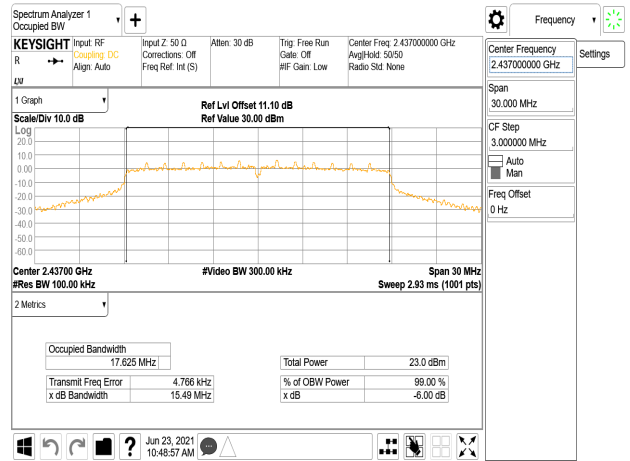 Spectrum Analyzer 1
Occupied BW
Frequency
KEYSIGHT
R
Input: RF
Coupling: DC
Align: Auto
Input Z: 50 Ω
Corrections: Off
Freq Ref: Int (S)
Atten: 30 dB
Trig: Free Run
Gate: Off
#IF Gain: Low
Center Freq: 2.437000000 GHz
Avg|Hold: 50/50
Radio Std: None
Center Frequency
2.437000000 GHz
Settings
Span
30.000 MHz
CF Step
3.000000 MHz
Auto
Man
Freq Offset
0 Hz
1 Graph
Scale/Div 10.0 dB
Ref Lvl Offset 11.10 dB
Ref Value 30.00 dBm
Log
20.0
10.0
0.00
-10.0
-20.0
-30.0
-40.0
-50.0
-60.0
Center 2.43700 GHz
#Res BW 100.00 kHz
#Video BW 300.00 kHz
Span 30 MHz
Sweep 2.93 ms (1001 pts)
2 Metrics
Occupied Bandwidth
17.625 MHz
Total Power 23.0 dBm
Transmit Freq Error 4.766 kHz
% of OBW Power 99.00 %
x dB Bandwidth 15.49 MHz
x dB -6.00 dB
?
Jun 23, 2021
10:48:57 AM